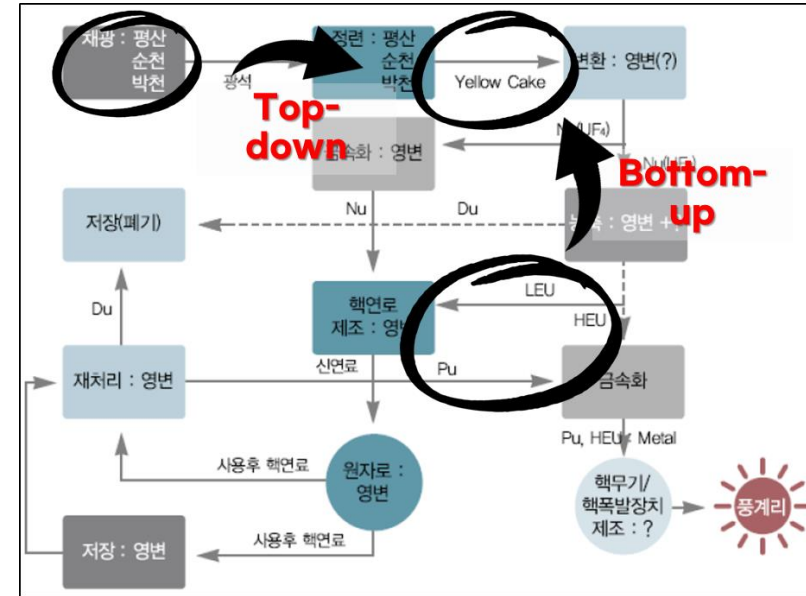 채광 : 평산
순천
박천
광석
정련 : 평산
순천
박천
Yellow Cake
변환 : 영변(?)
Top-
down
금속화 : 영변
(UF₄)
Bottom-
up
저장(폐기)
Nu
Du
: 영변 +
핵연료
제조 : 영변
LEU
HEU
Du
신연료
재처리 : 영변
Pu
금속화
Pu, HEU Metal
사용후 핵연료
원자로 :
영변
핵무기/
핵폭발장치
제조 : ?
풍계리
저장 : 영변
사용후 핵연료